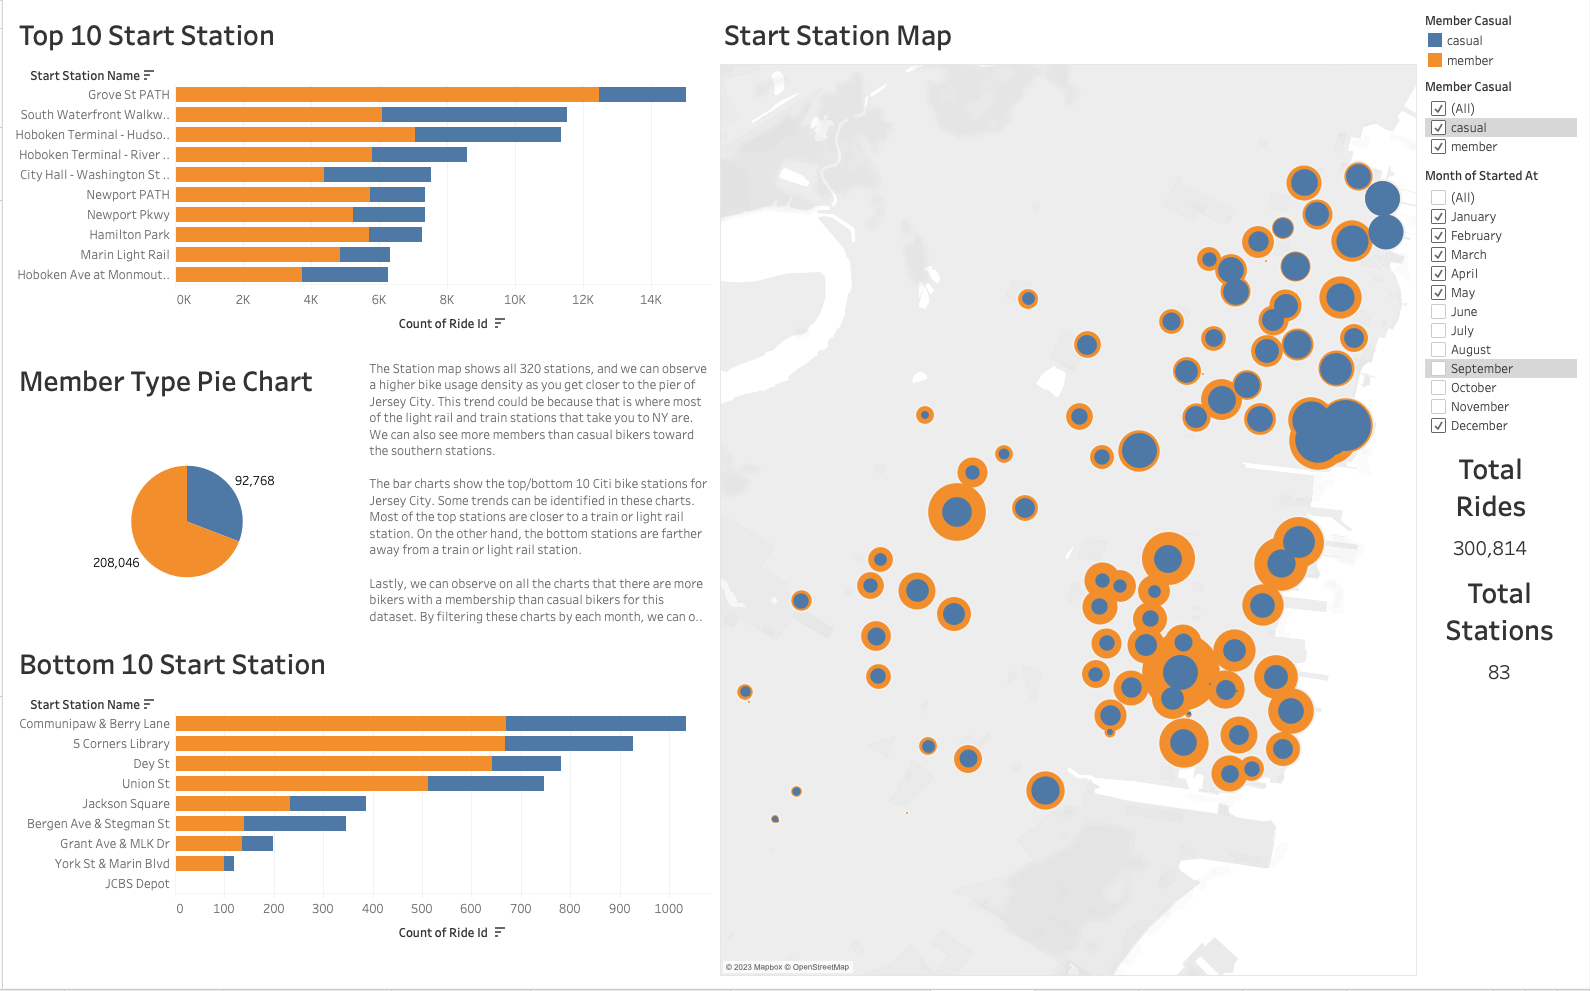 Top 10 Start Station
Start Station Name
Grove St PATH
South Waterfront Walkw..
Hoboken Terminal - Hudso..
Hoboken Terminal - River ..
City Hall - Washington St ..
Newport PATH
Newport Pkwy
Hamilton Park
Marin Light Rail
Hoboken Ave at Monmout..
0K 2K 4K 6K 8K 10K 12K 14K
Count of Ride Id
Member Type Pie Chart
92,768
208,046
The Station map shows all 320 stations, and we can observe
a higher bike usage density as you get closer to the pier of
Jersey City. This trend could be because that is where most
of the light rail and train stations that take you to NY are.
We can also see more members than casual bikers toward
the southern stations.
The bar charts show the top/bottom 10 Citi bike stations for
Jersey City. Some trends can be identified in these charts.
Most of the top stations are closer to a train or light rail
station. On the other hand, the bottom stations are farther
away from a train or light rail station.
Lastly, we can observe on all the charts that there are more
bikers with a membership than casual bikers for this
dataset. By filtering these charts by each month, we can o..
Bottom 10 Start Station
Start Station Name
Communipaw & Berry Lane
5 Corners Library
Dey St
Union St
Jackson Square
Bergen Ave & Stegman St
Grant Ave & MLK Dr
York St & Marin Blvd
JCBS Depot
0 100 200 300 400 500 600 700 800 900 1000
Count of Ride Id
Start Station Map
© 2023 Mapbox © OpenStreetMap
Member Casual
casual
member
Member Casual
(All)
casual
member
Month of Started At
(All)
January
February
March
April
May
June
July
August
September
October
November
December
Total
Rides
300,814
Total
Stations
83